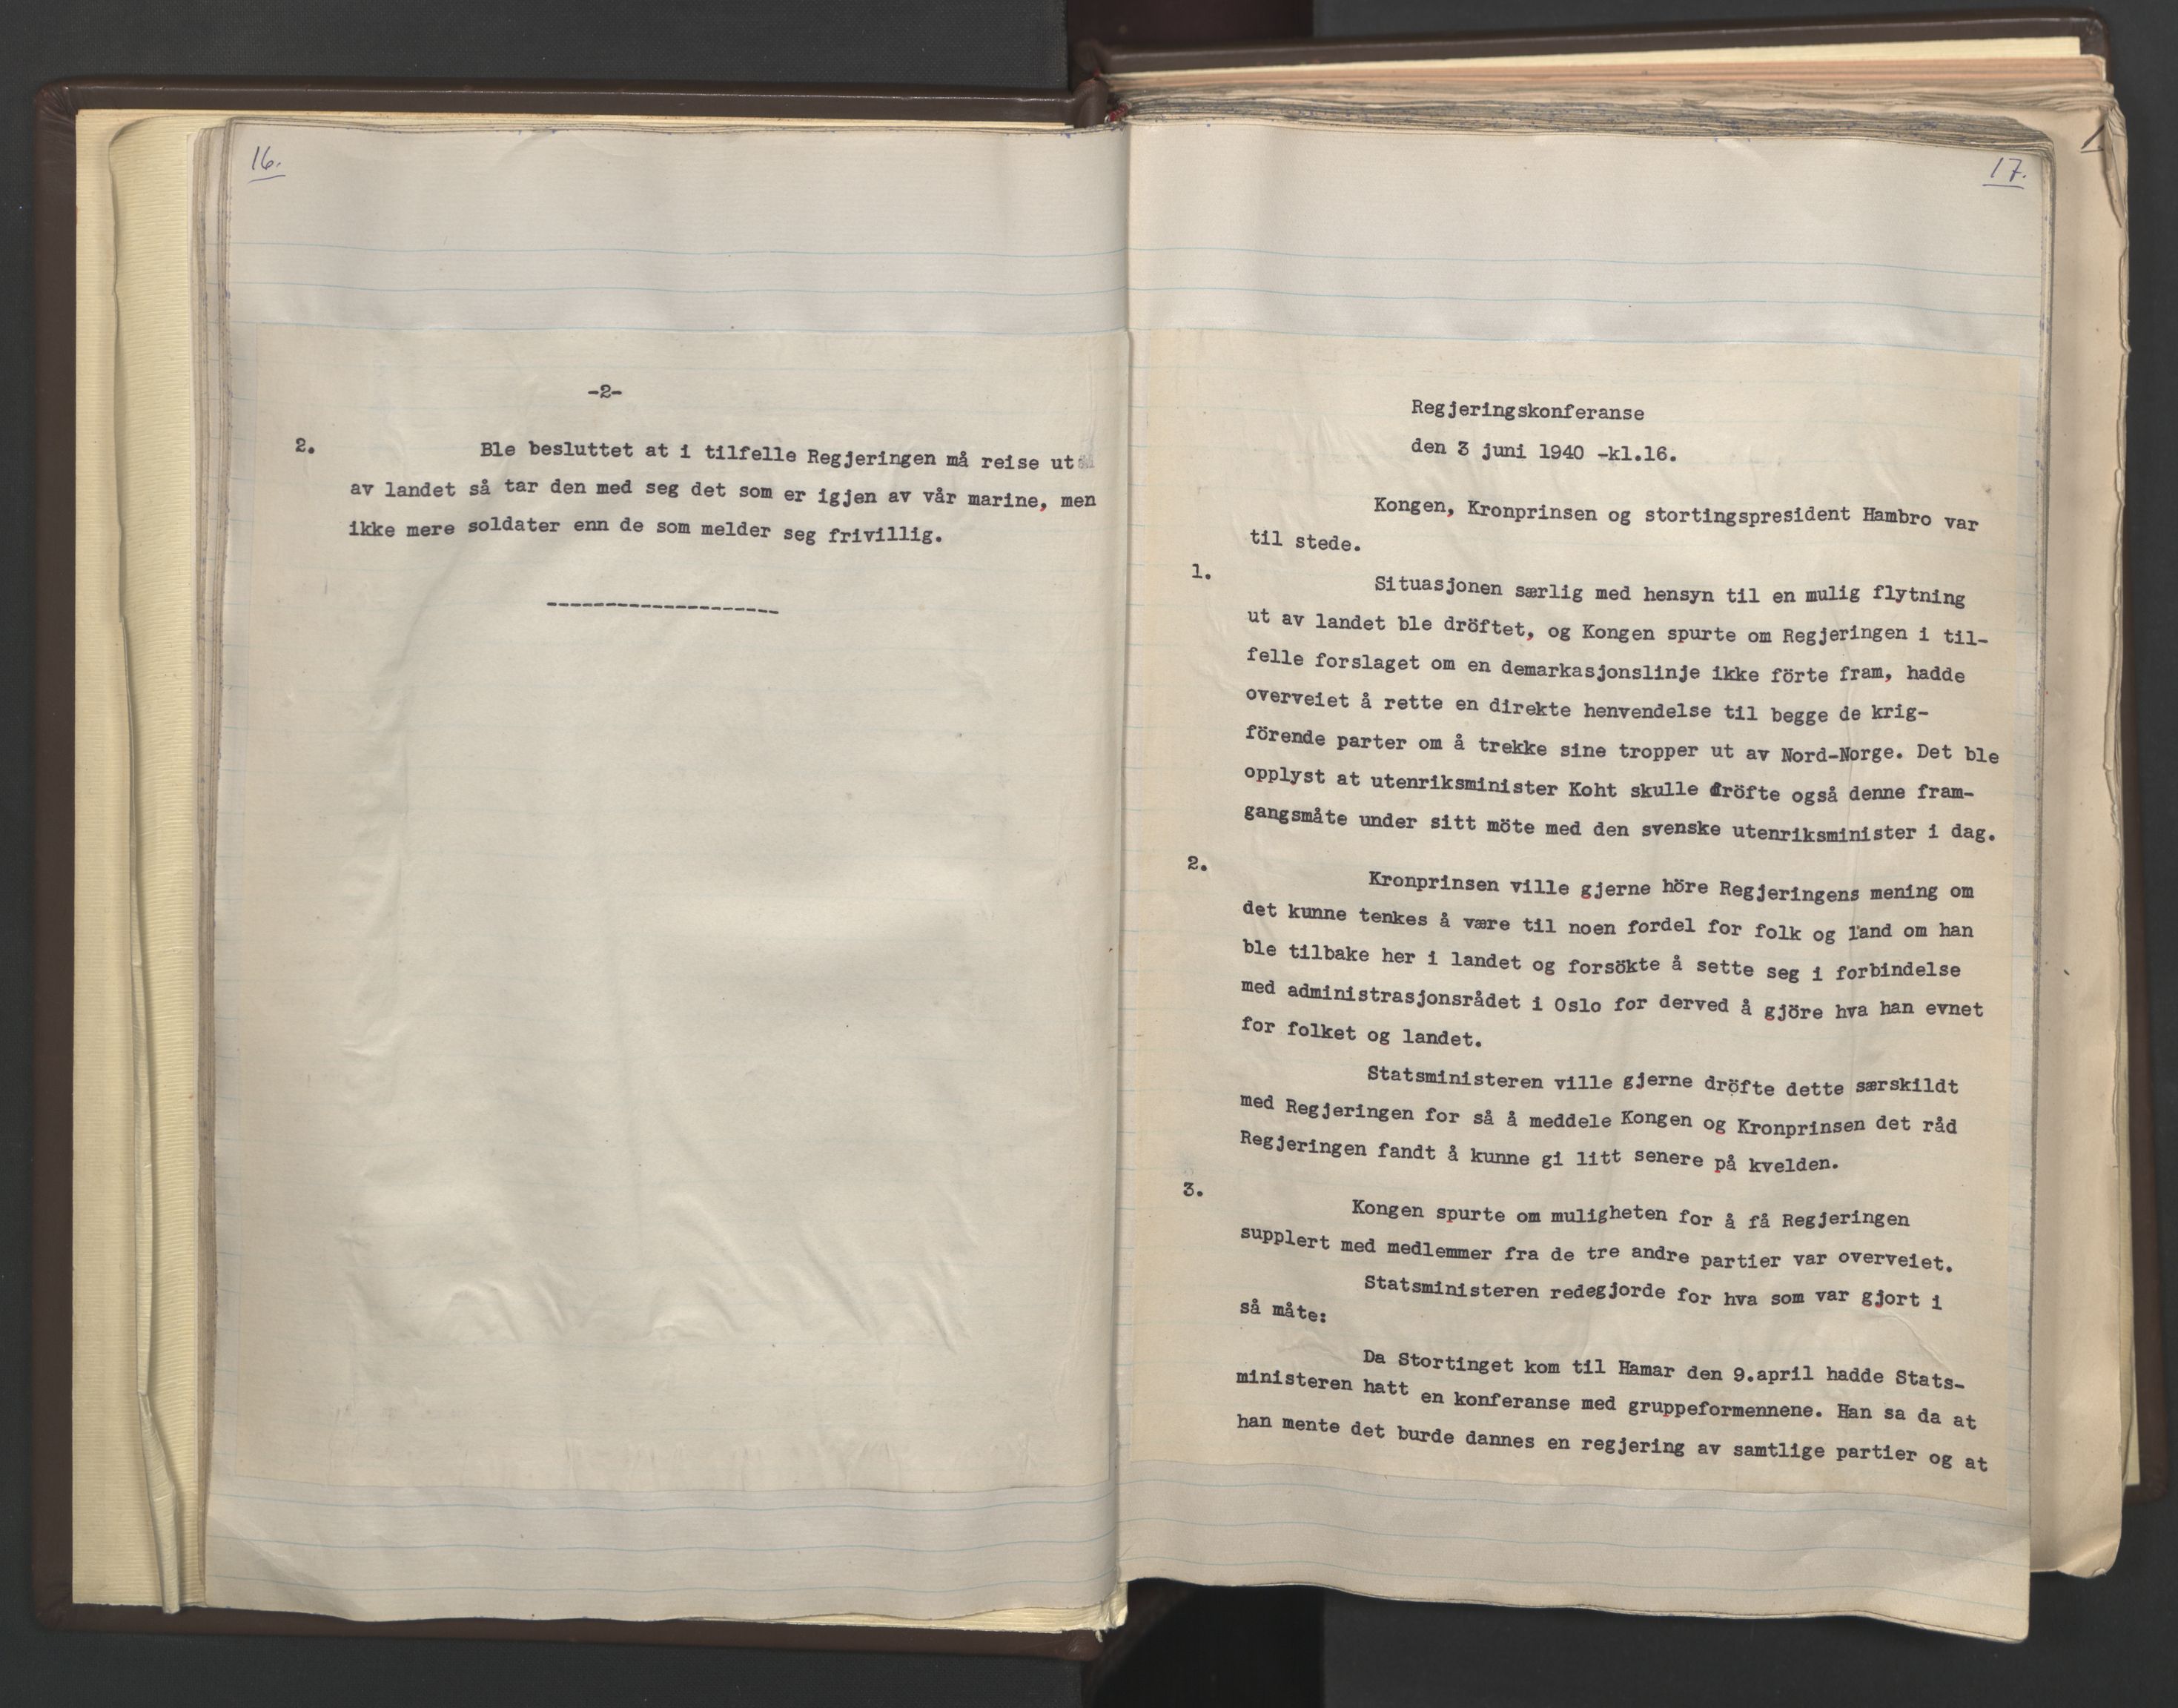 16.
-2-
2. Ble besluttet at i tilfelle Regjeringen må reise ut
av landet så tar den med seg det som er igjen av vår marine, men
ikke mere soldater enn de som melder seg frivillig.
--------------------
17.
Regjeringskonferanse
den 3 juni 1940 -kl.16.
Kongen, Kronprinsen og stortingspresident Hambro var
til stede.
1.
Situasjonen særlig med hensyn til en mulig flytning
ut av landet ble dröftet, og Kongen spurte om Regjeringen i til-
felle forslaget om en demarkasjonslinje ikke förte fram, hadde
overveiet å rette en direkte henvendelse til begge de krig-
förende parter om å trekke sine tropper ut av Nord-Norge. Det ble
opplyst at utenriksminister Koht skulle dröfte også denne fram-
gangsmåte under sitt möte med den svenske utenriksminister i dag.
2.
Kronprinsen ville gjerne höre Regjeringens mening om
det kunne tenkes å være til noen fordel for folk og land om han
ble tilbake her i landet og forsökte å sette seg i forbindelse
med administrasjonsrådet i Oslo for derved å gjöre hva han evnet
for folket og landet.
Statsministeren ville gjerne dröfte dette særskildt
med Regjeringen for så å meddele Kongen og Kronprinsen det råd
Regjeringen fandt å kunne gi litt senere på kvelden.
3.
Kongen spurte om muligheten for å få Regjeringen
supplert med medlemmer fra de tre andre partier var overveiet.
Statsministeren redegjorde for hva som var gjort i
så måte:
Da Stortinget kom til Hamar den 9.april hadde Stats-
ministeren hatt en konferanse med gruppeformennene. Han sa da at
han mente det burde dannes en regjering av samtlige partier og at